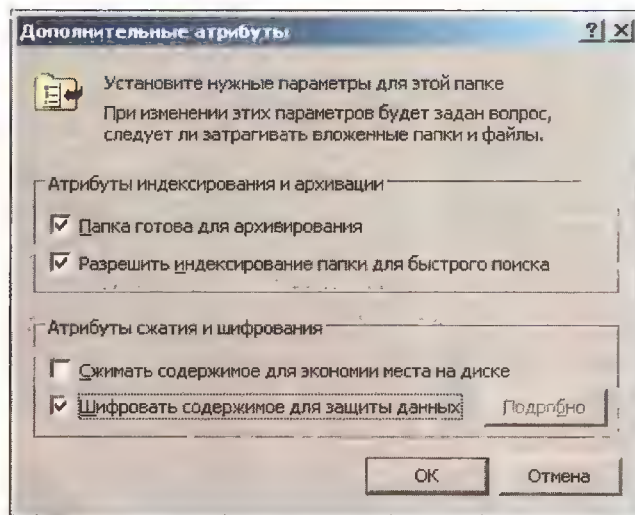 Дополнительные атрибуты
? ×
Установите нужные параметры для этой папке
При изменении этих параметров будет задан вопрос,
следует ли затрагивать вложенные папки и файлы.
Атрибуты индексирования и архивации
Папка готова для архивирования
Разрешить индексирование папки для быстрого поиска
Атрибуты сжатия и шифрования
Сжимать содержимое для экономии места на диске
Шифровать содержимое для защиты данных
Подробно
ОК
Отмена